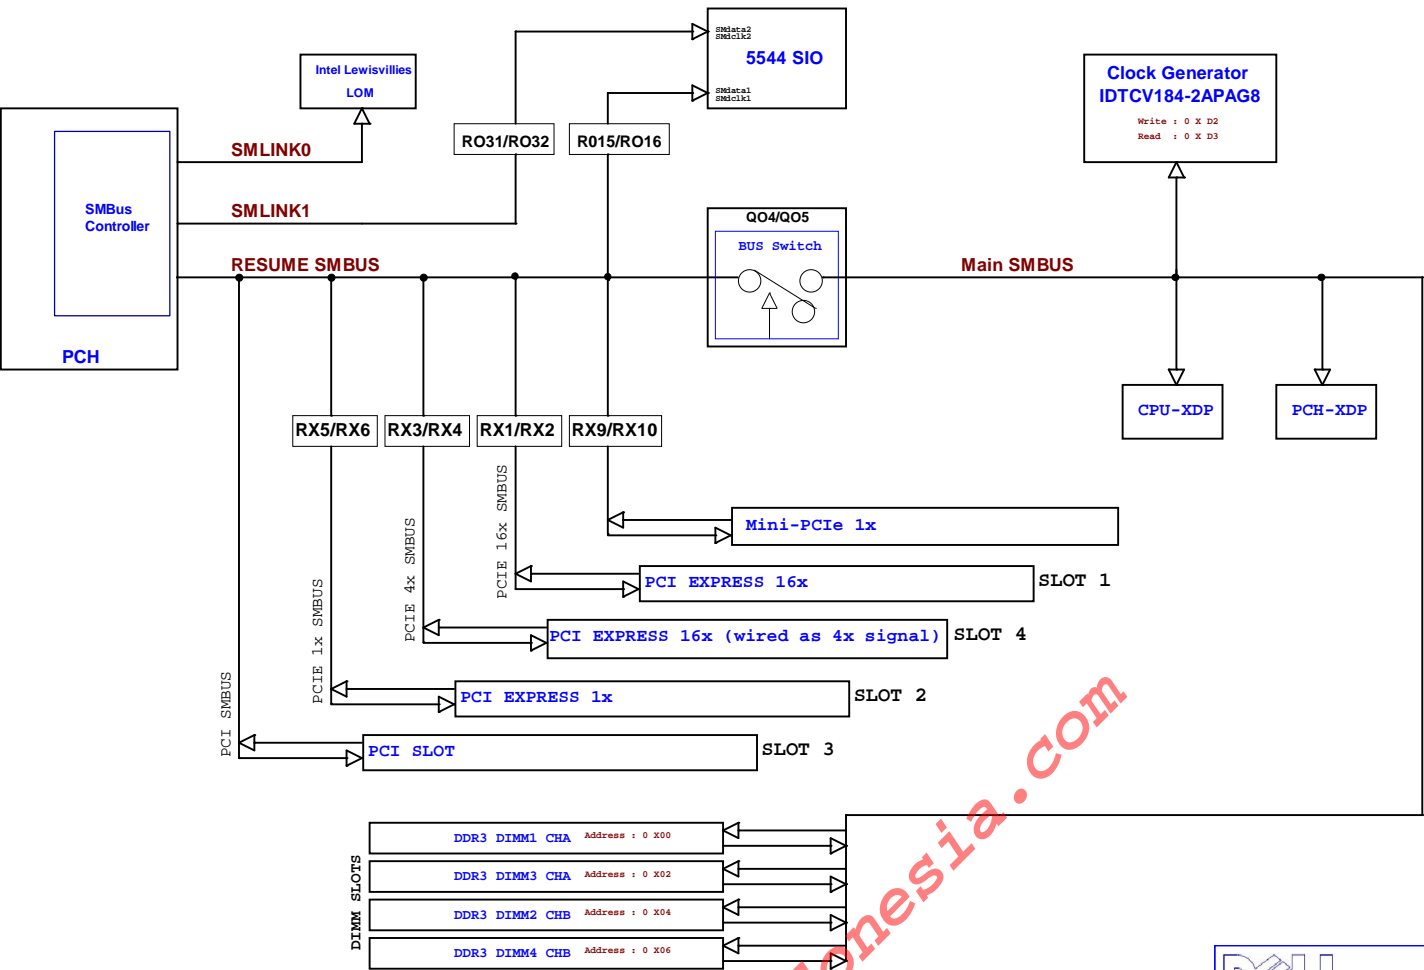 SMdata2
SMdclk2
5544 SIO
SMdata1
SMdclk1
Intel Lewisvillies
LOM
Clock Generator
IDTCV184-2APAG8
Write : 0 X D2
Read : 0 X D3
RO31/RO32
R015/RO16
SMLINK0
SMLINK1
SMBus
Controller
PCH
RESUME SMBUS
QO4/QO5
BUS Switch
Main SMBUS
CPU-XDP
PCH-XDP
RX5/RX6
RX3/RX4
RX1/RX2
RX9/RX10
PCIE 16x SMBUS
PCIE 4x SMBUS
PCIE 1x SMBUS
PCI SMBUS
Mini-PCIe 1x
PCI EXPRESS 16x
SLOT 1
PCI EXPRESS 16x (wired as 4x signal)
SLOT 4
PCI EXPRESS 1x
SLOT 2
PCI SLOT
SLOT 3
DIMM SLOTS
DDR3 DIMM1 CHA Address : 0 X00
DDR3 DIMM3 CHA Address : 0 X02
DDR3 DIMM2 CHB Address : 0 X04
DDR3 DIMM4 CHB Address : 0 X06
onesia.com
DELL